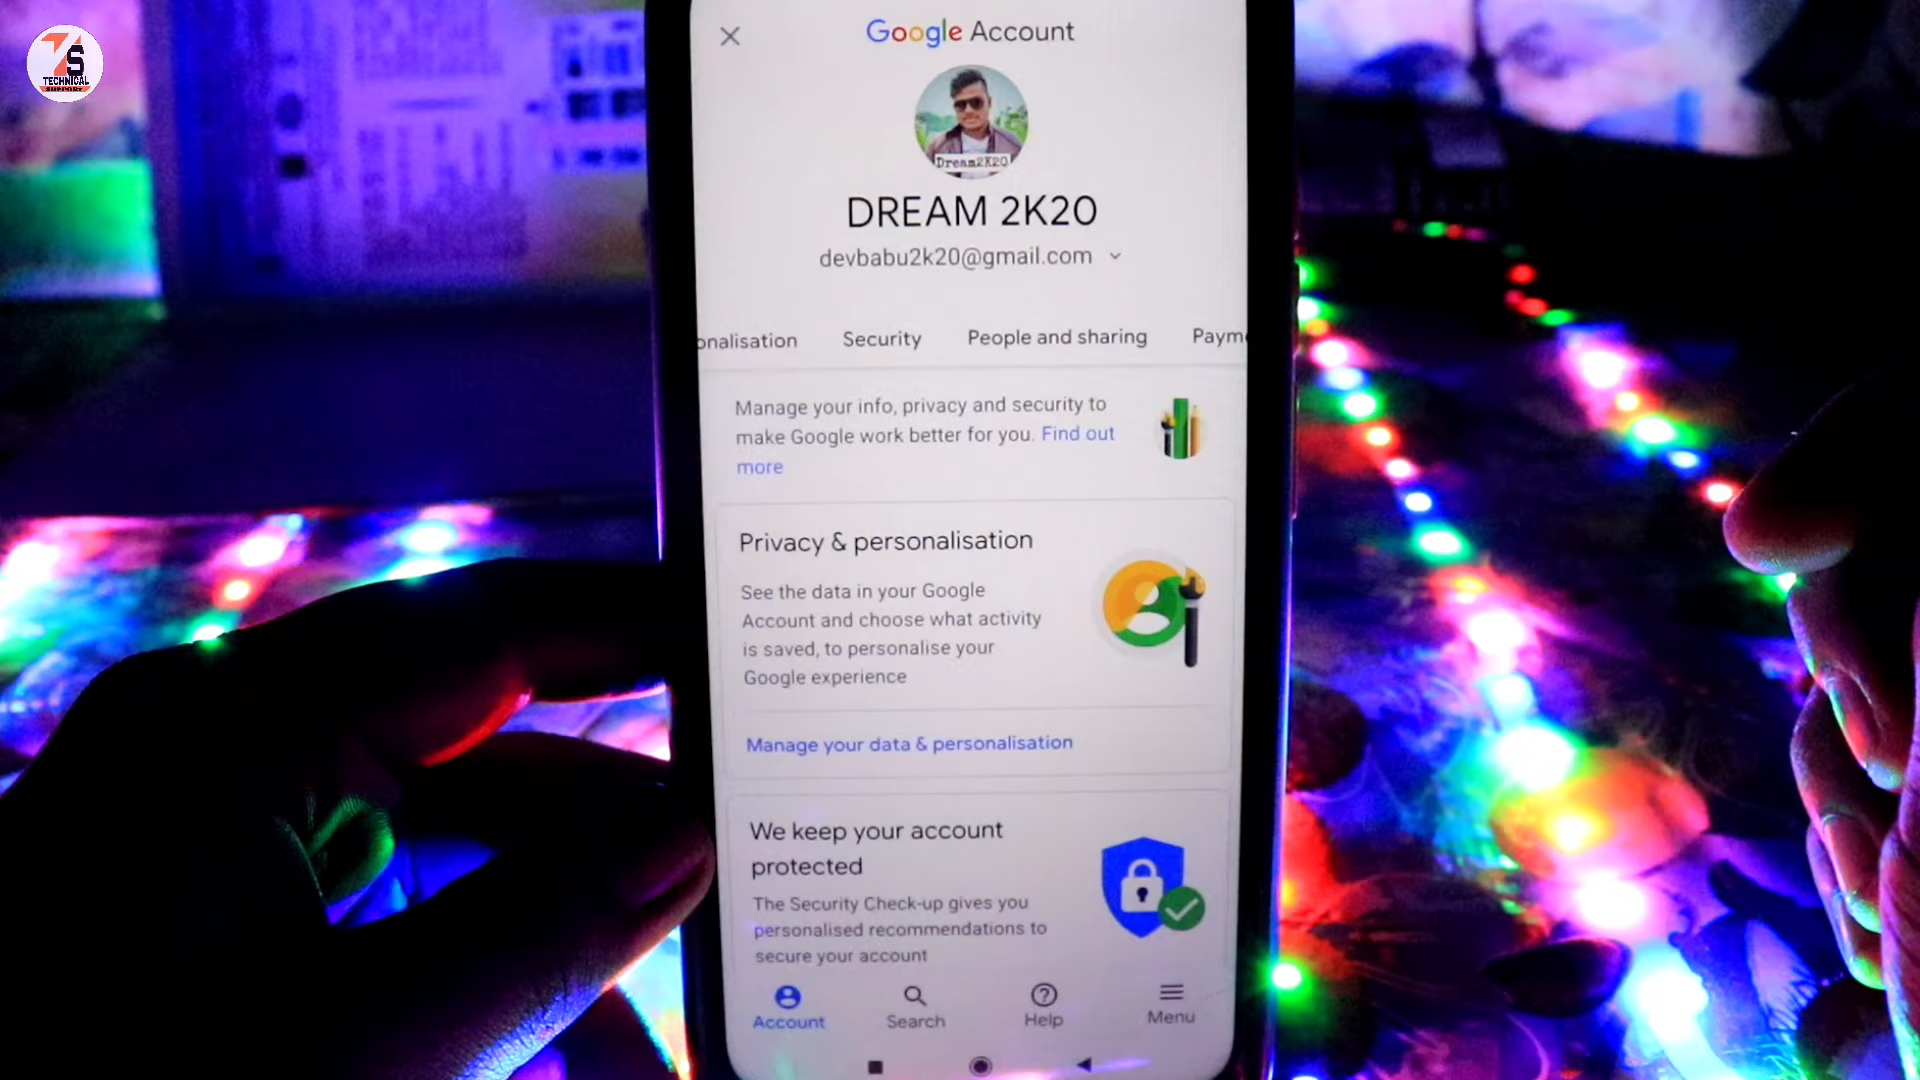 ZS
TECHNICAL
SUPPORT
Google Account
Dream2K20
DREAM 2K20
devbabu2k20@gmail.com
onalisation Security People and sharing Payme
Manage your info, privacy and security to
make Google work better for you. Find out
more
Privacy & personalisation
See the data in your Google
Account and choose what activity
is saved, to personalise your
Google experience
Manage your data & personalisation
We keep your account
protected
The Security Check-up gives you
personalised recommendations to
secure your account
Account Search Help Menu